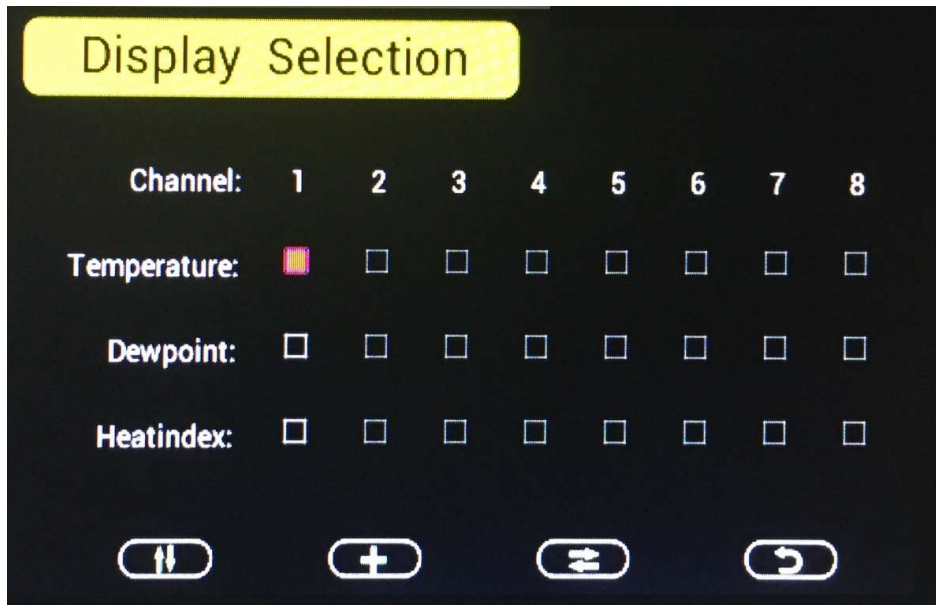 Display Selection
Channel: 1 2 3 4 5 6 7 8
Temperature:
Dewpoint:
Heatindex: